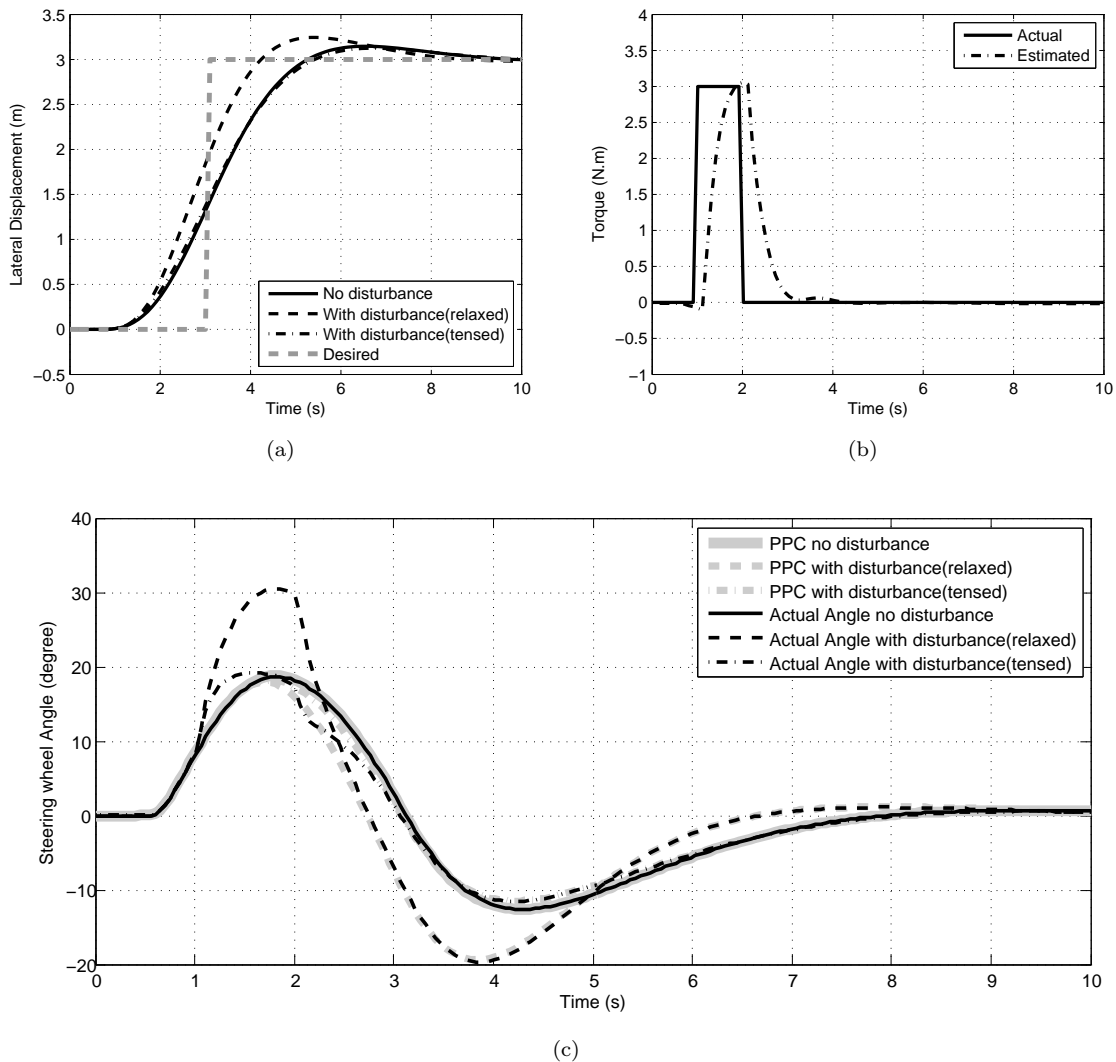 3.5
3
2.5
2
1.5
1
0.5
0
−0.5
0 2 4 6 8 10
Lateral Displacement (m)
Time (s)
No disturbance
With disturbance(relaxed)
With disturbance(tensed)
Desired
(a)
4
3.5
3
2.5
2
1.5
1
0.5
0
−0.5
−1
0 2 4 6 8 10
Torque (N.m)
Time (s)
Actual
Estimated
(b)
40
30
20
10
0
−10
−20
0 1 2 3 4 5 6 7 8 9 10
Steering wheel Angle (degree)
Time (s)
PPC no disturbance
PPC with disturbance(relaxed)
PPC with disturbance(tensed)
Actual Angle no disturbance
Actual Angle with disturbance(relaxed)
Actual Angle with disturbance(tensed)
(c)